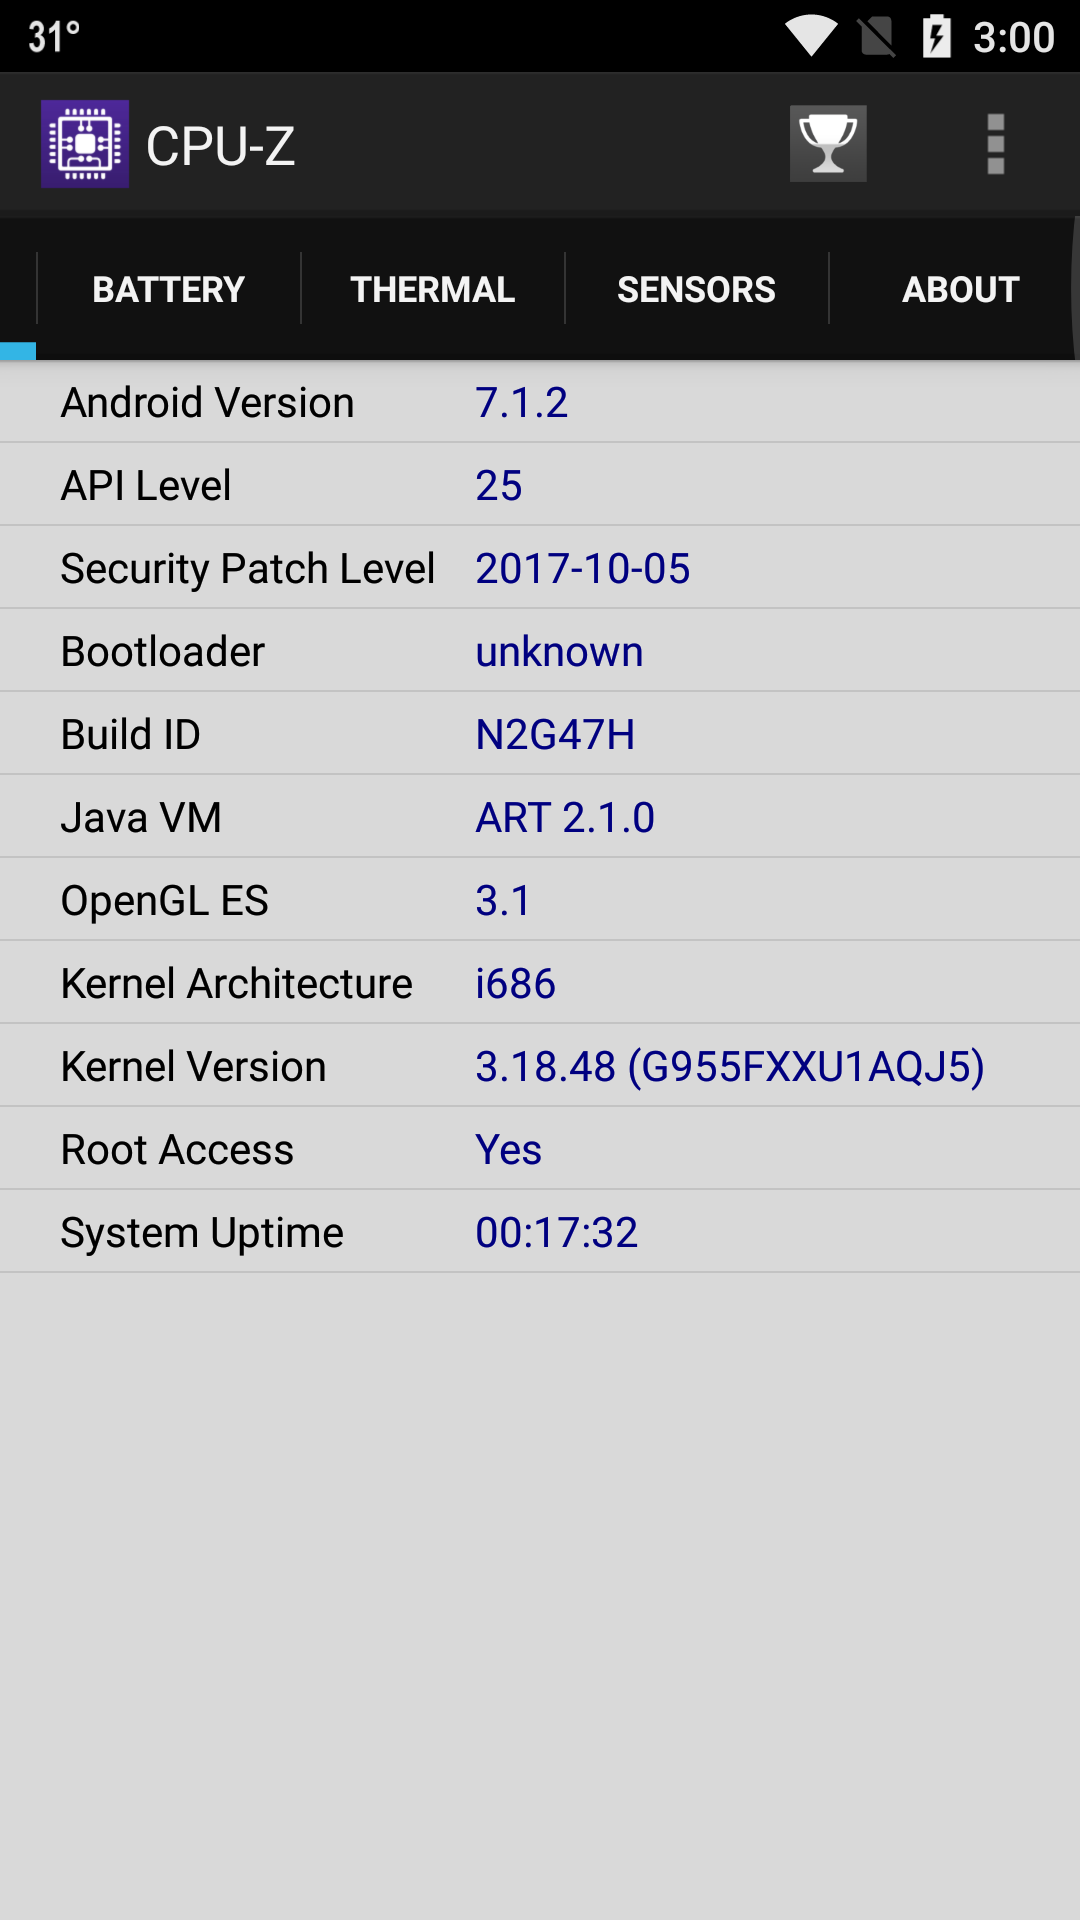 31° 3:00
CPU-Z
BATTERY THERMAL SENSORS ABOUT
Android Version 7.1.2
API Level 25
Security Patch Level 2017-10-05
Bootloader unknown
Build ID N2G47H
Java VM ART 2.1.0
OpenGL ES 3.1
Kernel Architecture i686
Kernel Version 3.18.48 (G955FXXU1AQJ5)
Root Access Yes
System Uptime 00:17:32